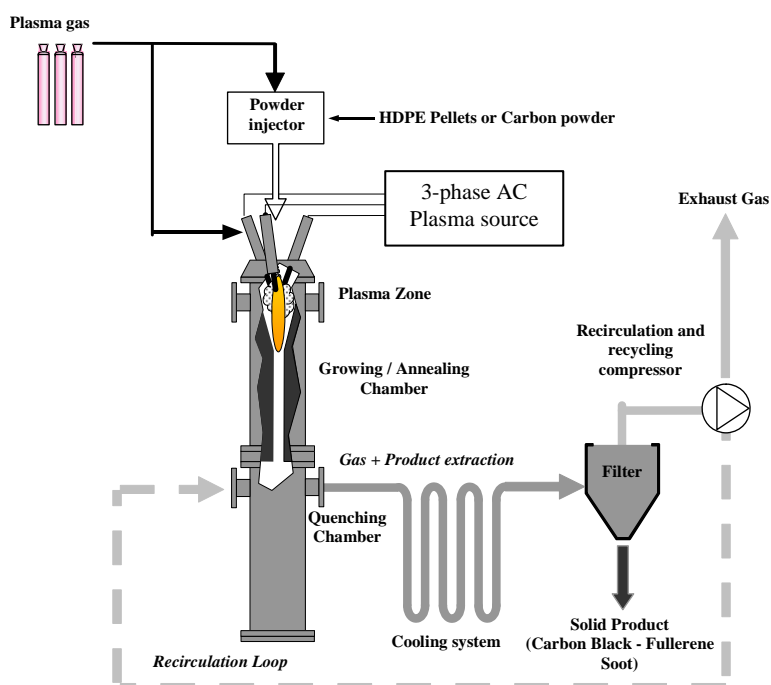 Plasma gas
Powder
injector
HDPE Pellets or Carbon powder
3-phase AC
Plasma source
Exhaust Gas
Plasma Zone
Recirculation and
recycling
compressor
Growing / Annealing
Chamber
Gas + Product extraction
Filter
Quenching
Chamber
Cooling system
Solid Product
(Carbon Black - Fullerene
Soot)
Recirculation Loop